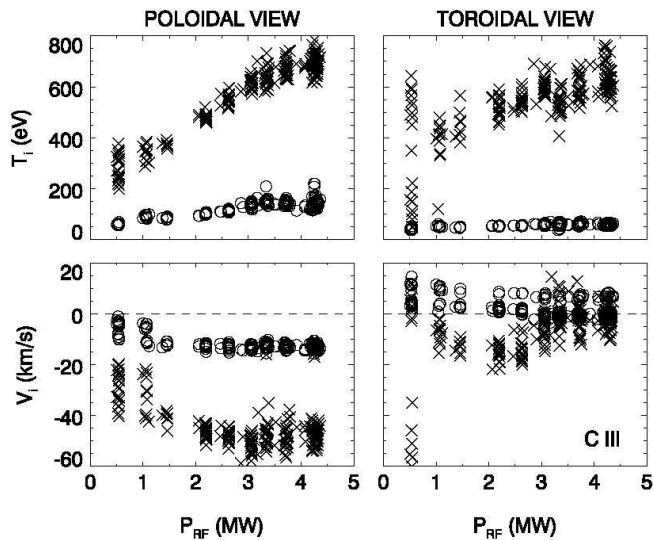 POLOIDAL VIEW
TOROIDAL VIEW
800
600
400
200
0
T_i (eV)
20
0
-20
-40
-60
V_i (km/s)
C III
0 1 2 3 4 5
0 1 2 3 4 5
P_RF (MW)
P_RF (MW)